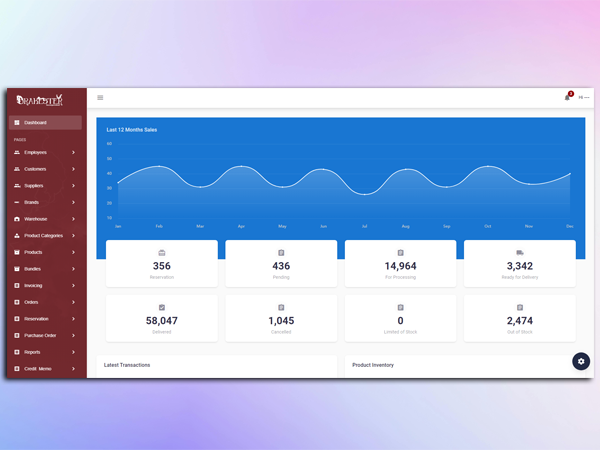 Dashboard
PAGES
Employees
Customers
Suppliers
Brands
Warehouse
Product Categories
Products
Bundles
Invoicing
Orders
Reservation
Purchase Order
Reports
Credit Memo
Last 12 Months Sales
60
50
40
30
20
10
Jan Feb Mar Apr May Jun Jul Aug Sep Oct Nov Dec
356
Reservation
436
Pending
14,964
For Processing
3,342
Ready for Delivery
58,047
Delivered
1,045
Cancelled
0
Limited of Stock
2,474
Out of Stock
Latest Transactions
Product Inventory